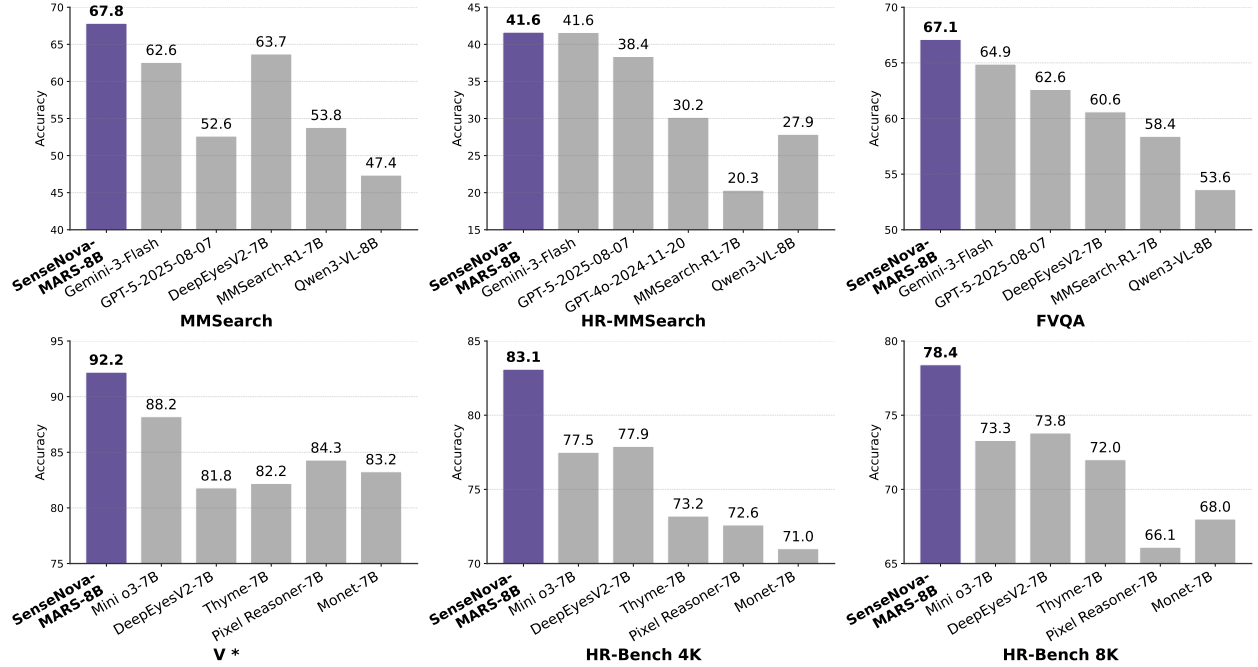 70
65
60
55
50
45
40
Accuracy
67.8
62.6
52.6
63.7
53.8
47.4
SenseNova-
MARS-8B
Gemini-3-Flash
GPT-5-2025-08-07
DeepEyesV2-7B
MMSearch-R1-7B
Qwen3-VL-8B
MMSearch
45
40
35
30
25
20
15
Accuracy
41.6
41.6
38.4
30.2
20.3
27.9
SenseNova-
MARS-8B
Gemini-3-Flash
GPT-5-2025-08-07
GPT-4o-2024-11-20
MMSearch-R1-7B
Qwen3-VL-8B
HR-MMSearch
70
65
60
55
50
Accuracy
67.1
64.9
62.6
60.6
58.4
53.6
SenseNova-
MARS-8B
Gemini-3-Flash
GPT-5-2025-08-07
DeepEyesV2-7B
MMSearch-R1-7B
Qwen3-VL-8B
FVQA
95
90
85
80
75
Accuracy
92.2
88.2
81.8
82.2
84.3
83.2
SenseNova-
MARS-8B
Mini o3-7B
DeepEyesV2-7B
Thyme-7B
Pixel Reasoner-7B
Monet-7B
V *
85
80
75
70
Accuracy
83.1
77.5
77.9
73.2
72.6
71.0
SenseNova-
MARS-8B
Mini o3-7B
DeepEyesV2-7B
Thyme-7B
Pixel Reasoner-7B
Monet-7B
HR-Bench 4K
80
75
70
65
Accuracy
78.4
73.3
73.8
72.0
66.1
68.0
SenseNova-
MARS-8B
Mini o3-7B
DeepEyesV2-7B
Thyme-7B
Pixel Reasoner-7B
Monet-7B
HR-Bench 8K